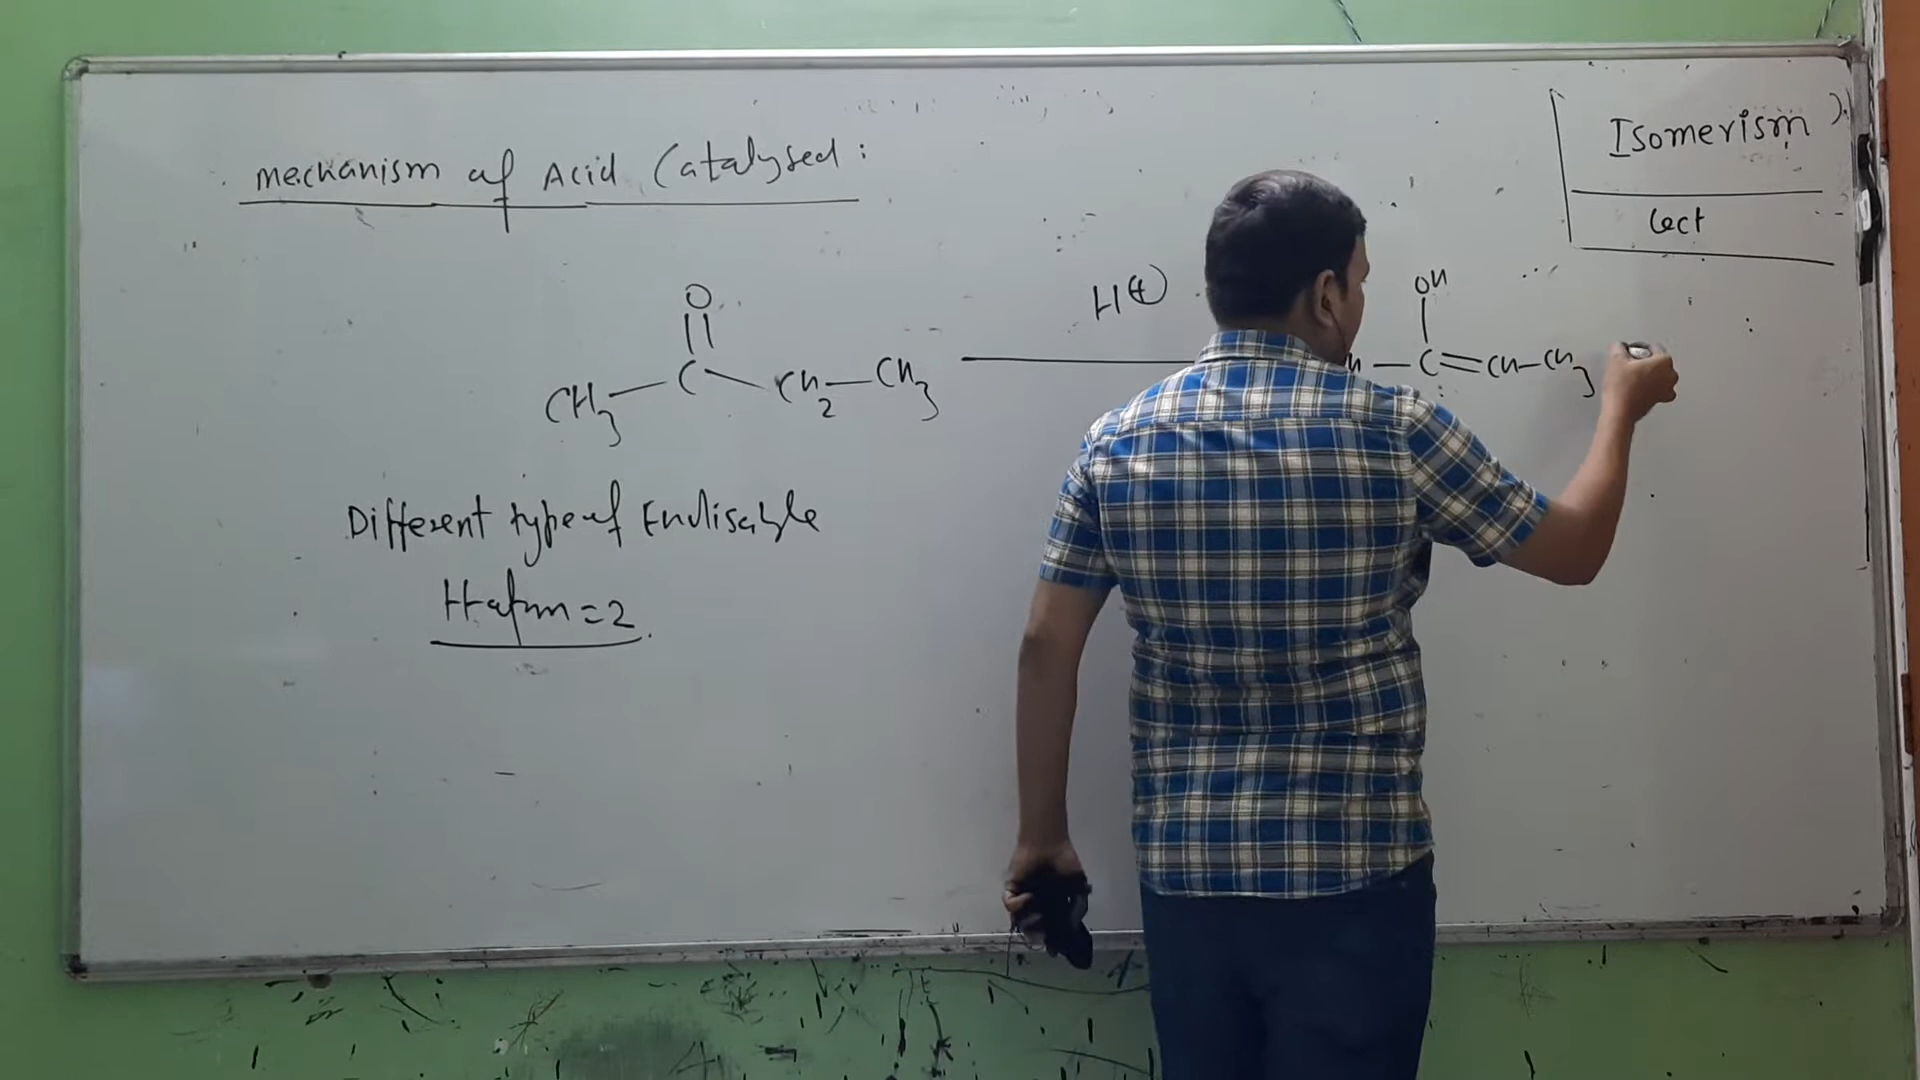 mechanism of Acid Catalysed:
Isomerism
Lect
O
||
CH3—C—CH2—CH3
H⊕
OH
|
—C=CH—CH3
Different type of Enolisable
H atom = 2